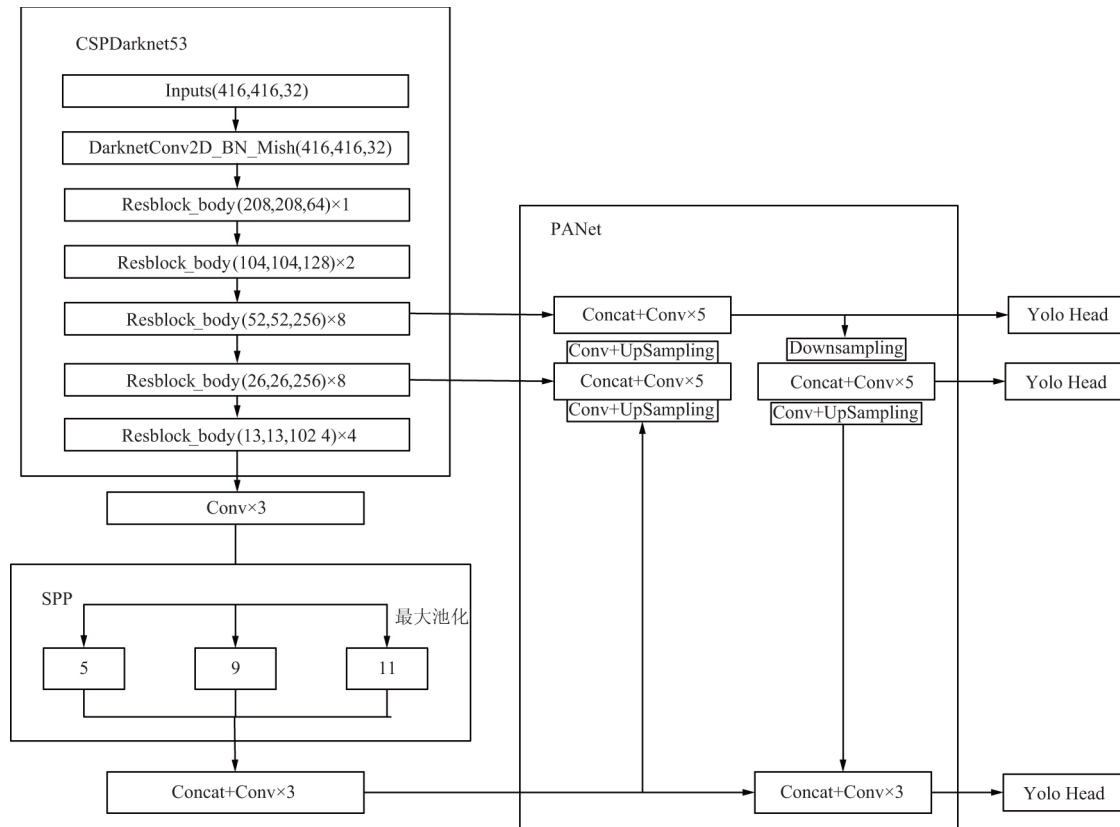 CSPDarknet53
Inputs(416,416,32)
DarknetConv2D_BN_Mish(416,416,32)
Resblock_body(208,208,64)×1
Resblock_body(104,104,128)×2
Resblock_body(52,52,256)×8
Resblock_body(26,26,256)×8
Resblock_body(13,13,102 4)×4
Conv×3
SPP
最大池化
5
9
11
Concat+Conv×3
PANet
Concat+Conv×5
Conv+UpSampling
Concat+Conv×5
Conv+UpSampling
Downsampling
Concat+Conv×5
Conv+UpSampling
Concat+Conv×3
Yolo Head
Yolo Head
Yolo Head